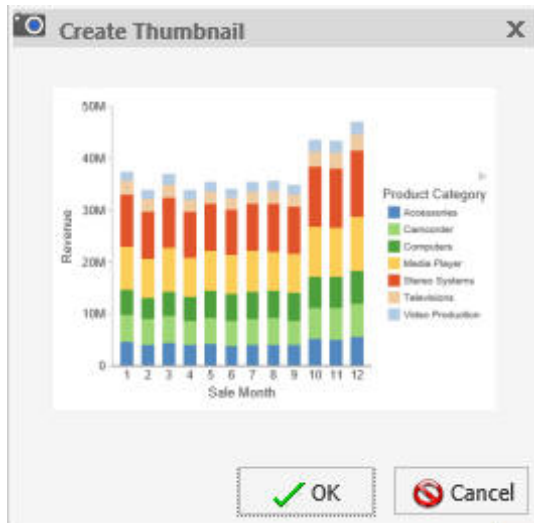 Create Thumbnail X
50M
40M
30M
20M
10M
0
Revenue
1 2 3 4 5 6 7 8 9 10 11 12
Sale Month
Product Category
Accessories
Camcorder
Computers
Media Player
Stereo Systems
Televisions
Video Production
OK
Cancel